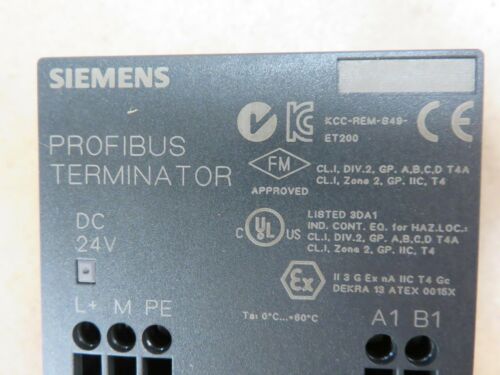 SIEMENS
PROFIBUS
TERMINATOR
DC
24V
L+ M PE
KCC-REM-S49-
ET200
CE
FM
APPROVED
CL.I, DIV.2, GP. A,B,C,D T4A
CL.I, Zone 2, GP. IIC, T4
C UL US
LISTED 3DA1
IND. CONT. EQ. for HAZ.LOC.:
CL.I, DIV.2, GP. A,B,C,D T4A
CL.I, Zone 2, GP. IIC, T4
Ex
II 3 G Ex nA IIC T4 Gc
DEKRA 13 ATEX 0015X
Ta: 0°C...+60°C
A1 B1